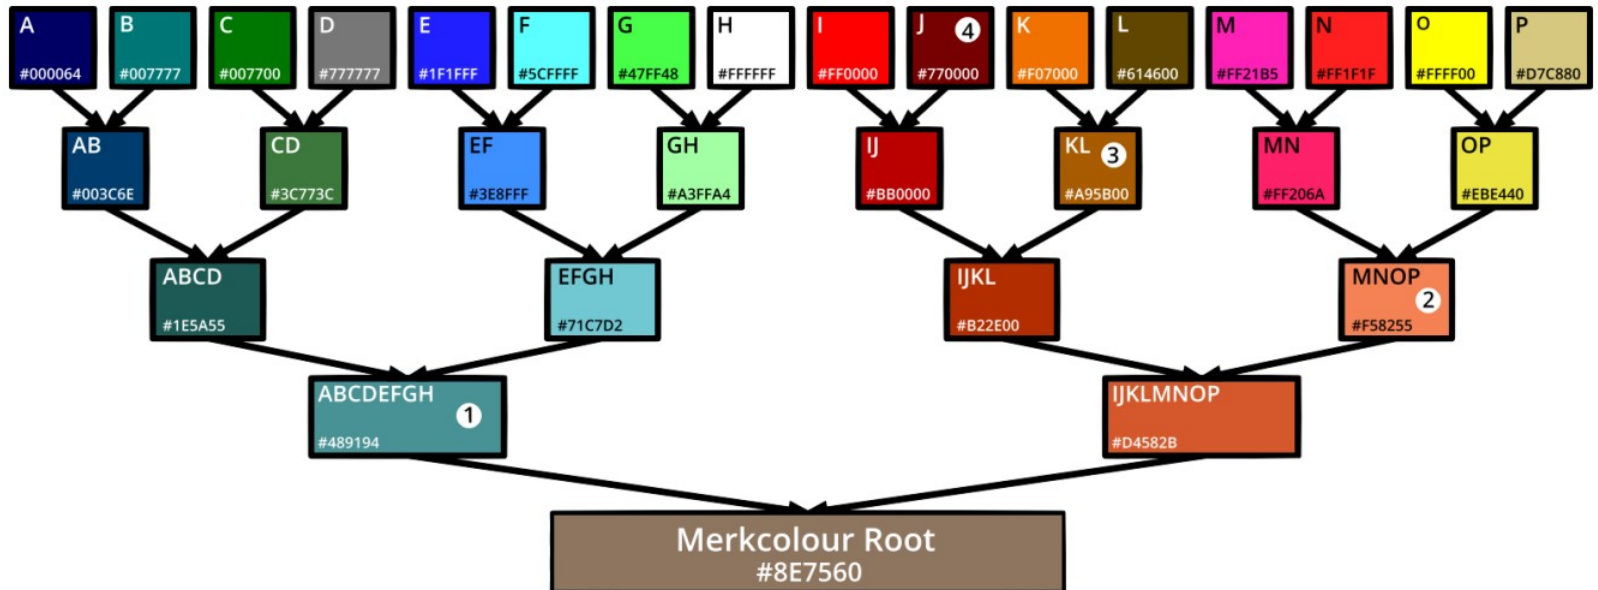 A
#000064
B
#007777
C
#007700
D
#777777
E
#1F1FFF
F
#5CFFFF
G
#47FF48
H
#FFFFFF
I
#FF0000
J
4
#770000
K
#F07000
L
#614600
M
#FF21B5
N
#FF1F1F
O
#FFFF00
P
#D7C880
AB
#003C6E
CD
#3C773C
EF
#3E8FFF
GH
#A3FFA4
IJ
#BB0000
KL
3
#A95B00
MN
#FF206A
OP
#EBE440
ABCD
#1E5A55
EFGH
#71C7D2
IJKL
#B22E00
MNOP
2
#F58255
ABCDEFGH
1
#489194
IJKLMNOP
#D4582B
Merkcolour Root
#8E7560